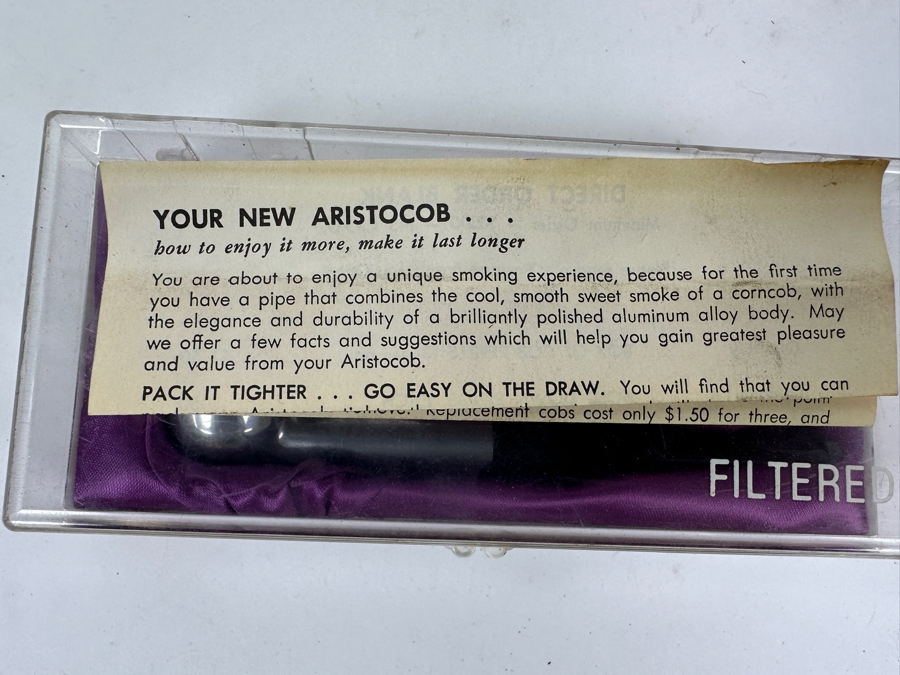 DIRECT ORDER BLANK
YOUR NEW ARISTOCOB . . .
how to enjoy it more, make it last longer
You are about to enjoy a unique smoking experience, because for the first time
you have a pipe that combines the cool, smooth sweet smoke of a corncob, with
the elegance and durability of a brilliantly polished aluminum alloy body. May
we offer a few facts and suggestions which will help you gain greatest pleasure
and value from your Aristocob.
PACK IT TIGHTER . . . GO EASY ON THE DRAW. You will find that you can
Replacement cobs cost only $1.50 for three, and
FILTERED